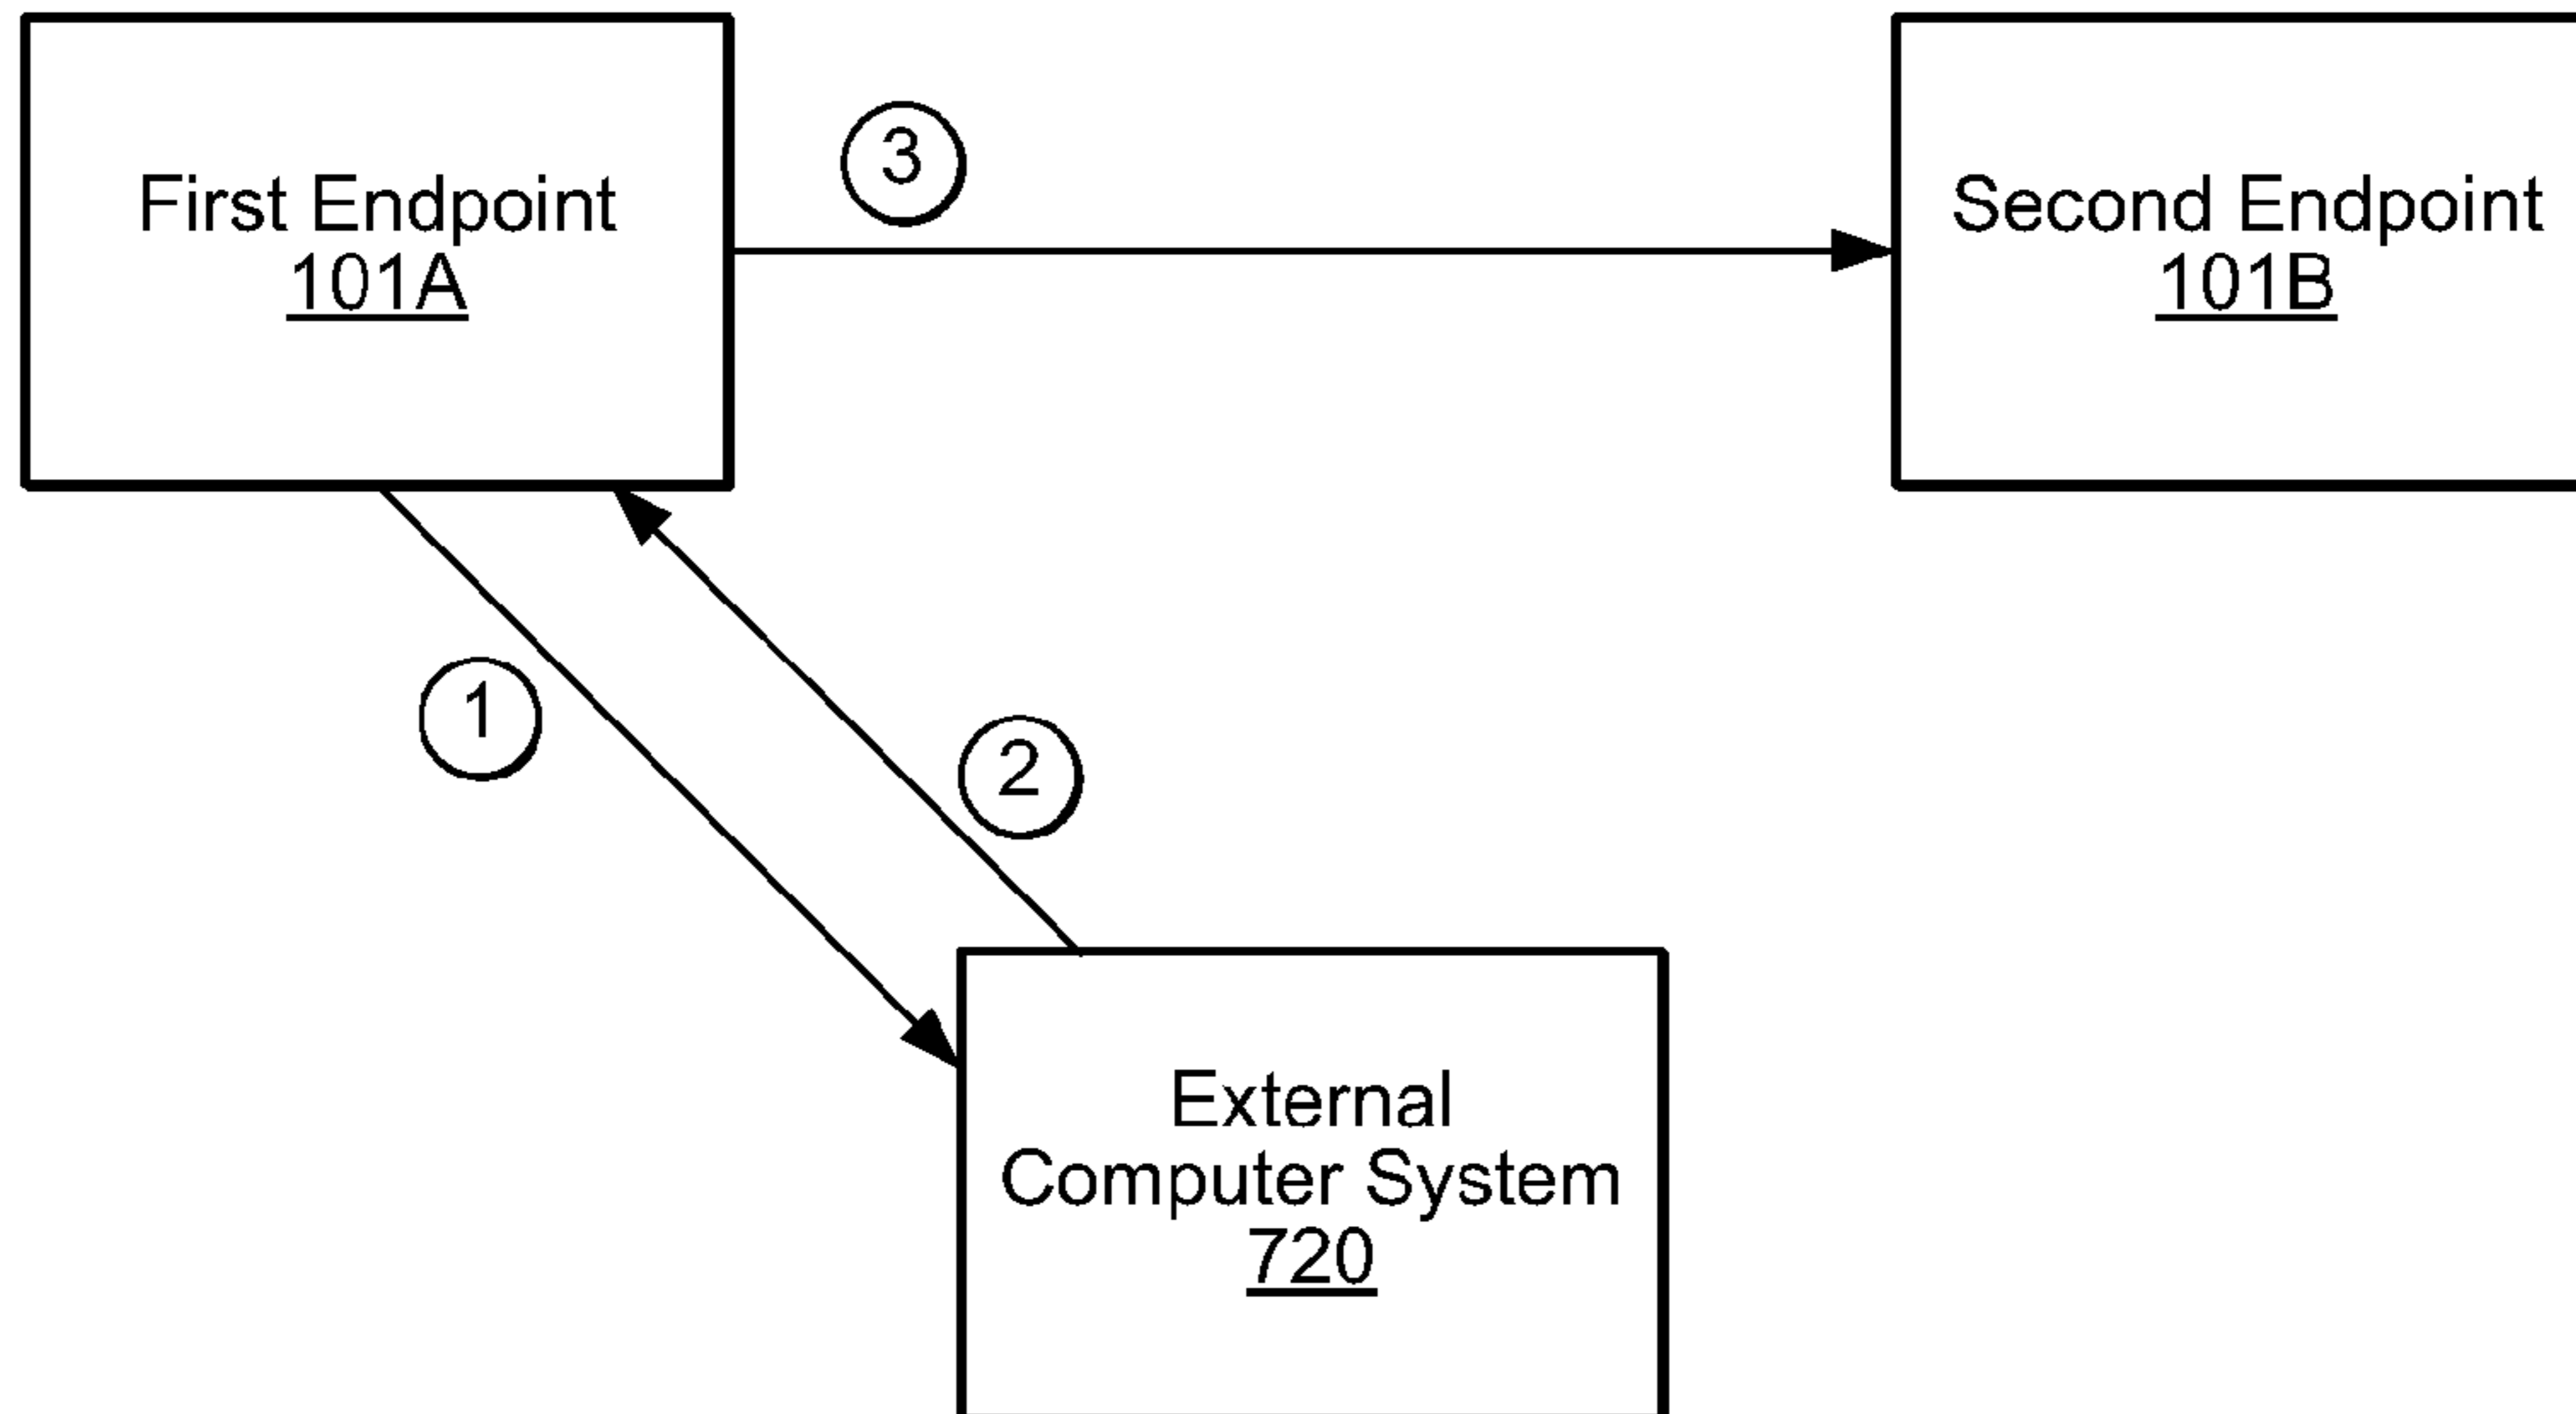 First Endpoint
101A
3
Second Endpoint
101B
1
2
External
Computer System
720